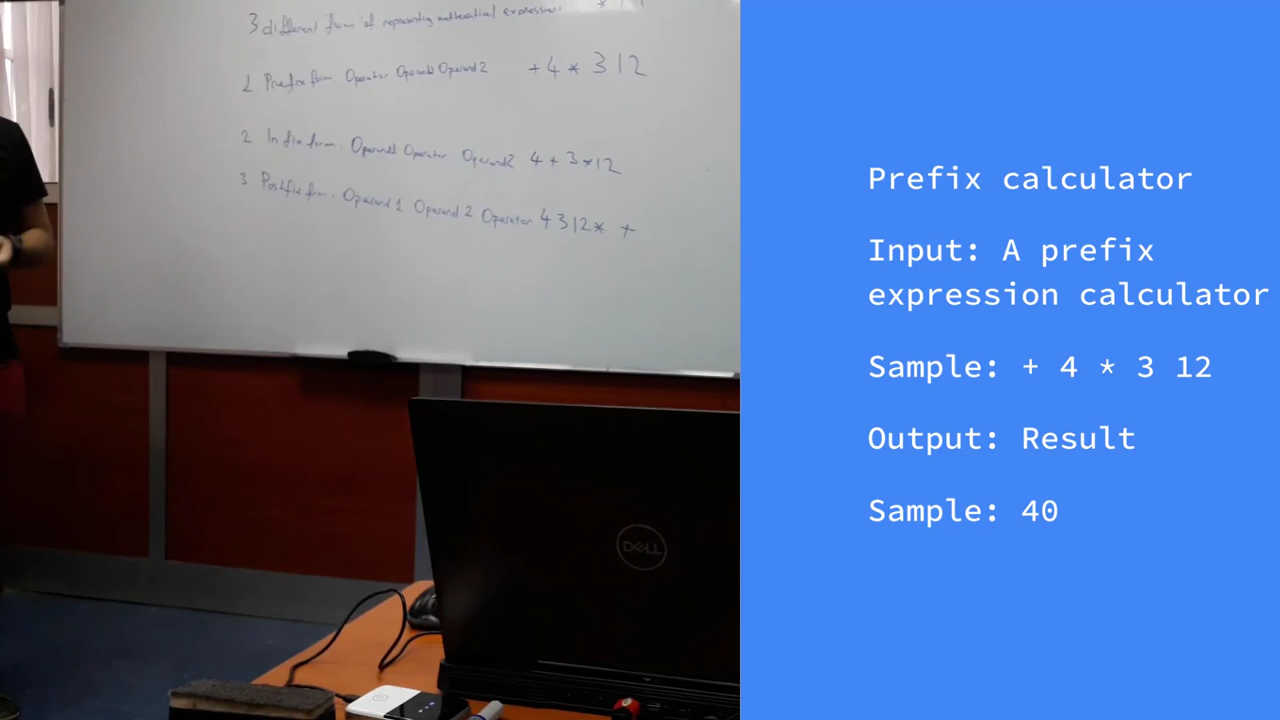 3 different form of representing mathematical expressions
1 Prefix form. Operator Operand1 Operand2 + 4 * 3 12
2 Infix form. Operand1 Operator Operand2 4 + 3 * 12
3 Postfix form. Operand 1 Operand 2 Operator 4 3 12 * +
DELL
Prefix calculator
Input: A prefix
expression calculator
Sample: + 4 * 3 12
Output: Result
Sample: 40